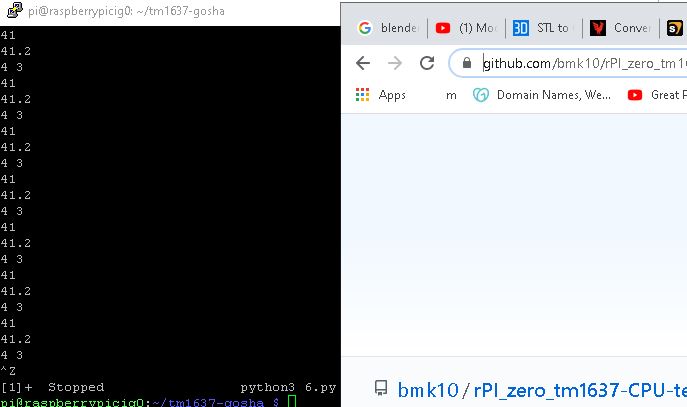 pi@raspberrypicig0: ~/tm1637-gosha
41
41.2
4 3
41
41.2
4 3
41
41.2
4 3
41
41.2
4 3
41
41.2
4 3
41
41.2
4 3
41
41.2
4 3
^Z
[1]+  Stopped                 python3 6.py
pi@raspberrypicig0:~/tm1637-gosha $
blender
(1) Moc
STL to
Conver
github.com/bmk10/rPI_zero_tm1
Apps
m
Domain Names, We...
Great F
bmk10/rPI_zero_tm1637-CPU-te